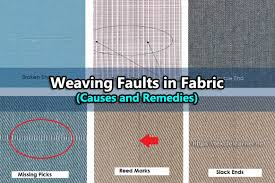 Weaving Faults in Fabric
(Causes and Remedies)
Missing Picks
Reed Marks
Slack Ends